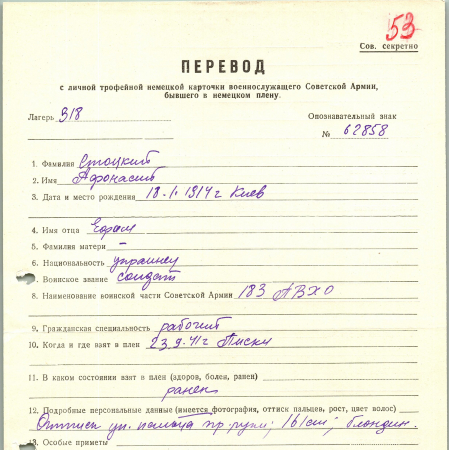 53
Сов. секретно
ПЕРЕВОД
с личной трофейной немецкой карточки военнослужащего Советской Армии,
бывшего в немецком плену.
Лагерь 318
Опознавательный знак
№ 62858
1. Фамилия Стоцкий
2. Имя Афонасий
3. Дата и место рождения 18.1.1914 г Киев
4. Имя отца Ефрем
5. Фамилия матери –
6. Национальность украинец
7. Воинское звание солдат
8. Наименование воинской части Советской Армии 183 АВХО
9. Гражданская специальность рабочий
10. Когда и где взят в плен 23.9.41 г Писки
11. В каком состоянии взят в плен (здоров, болен, ранен)
ранен
12. Подробные персональные данные (имеется фотография, оттиск пальцев, рост, цвет волос)
Оттиск ук. пальца пр. руки; 161 см; блондин.
13. Особые приметы